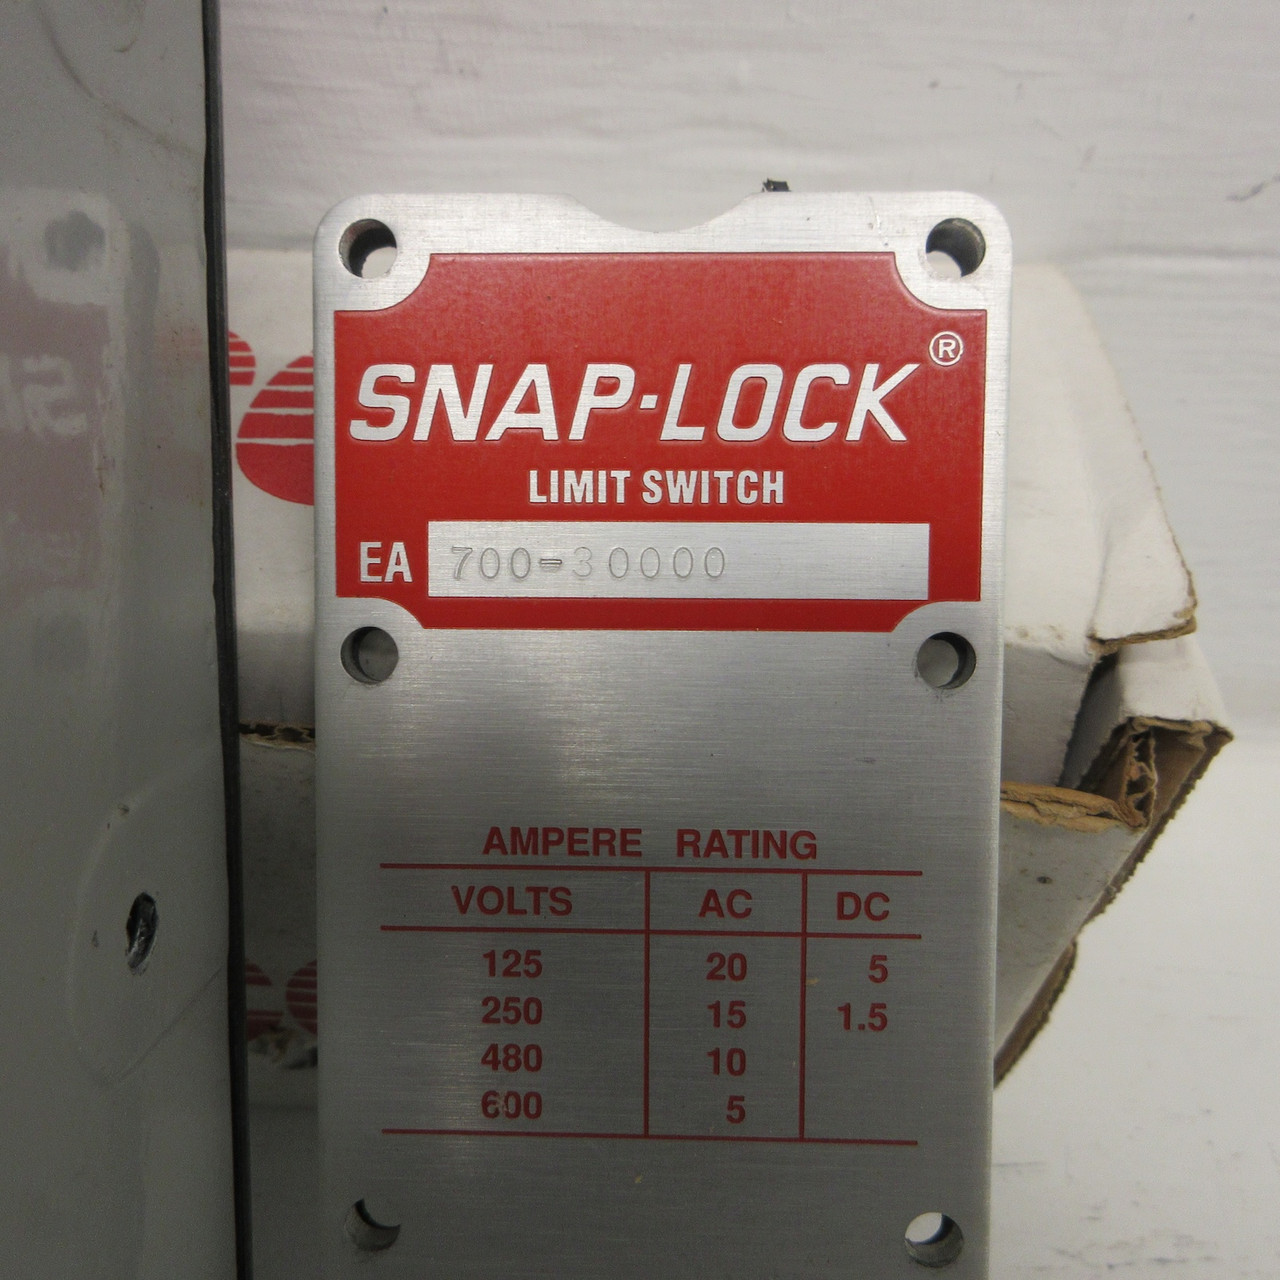 SNAP-LOCK®
LIMIT SWITCH
EA 700-30000
AMPERE RATING
VOLTS AC DC
125 20 5
250 15 1.5
480 10
600 5